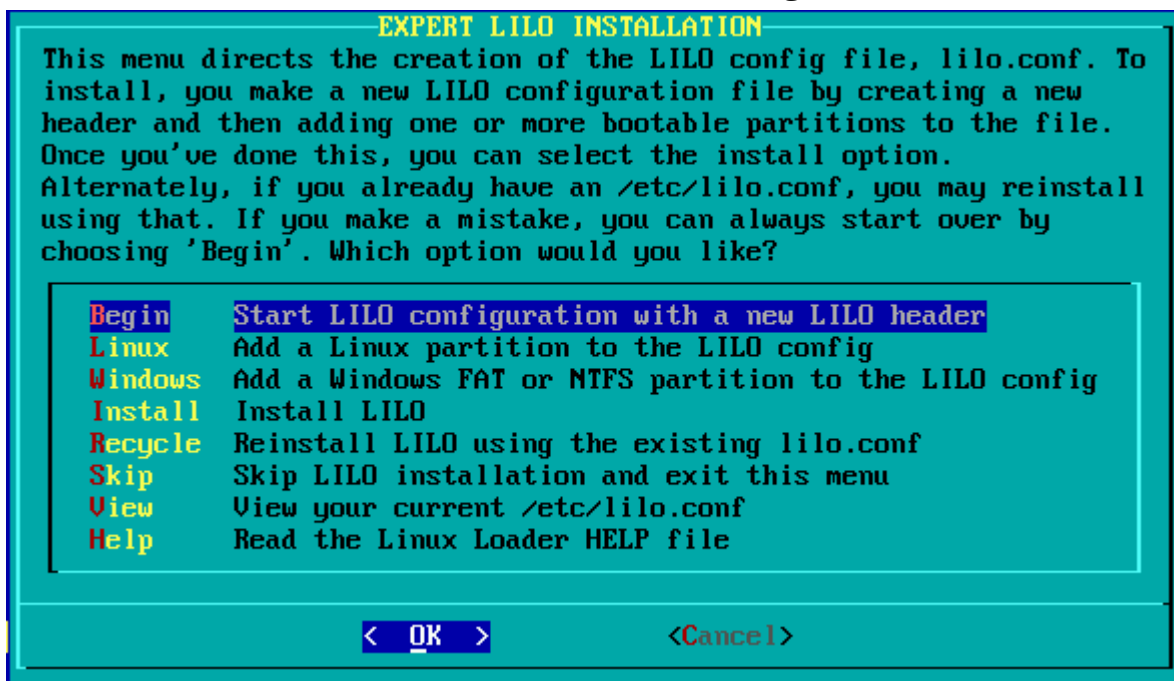 EXPERT LILO INSTALLATION
This menu directs the creation of the LILO config file, lilo.conf. To
install, you make a new LILO configuration file by creating a new
header and then adding one or more bootable partitions to the file.
Once you've done this, you can select the install option.
Alternately, if you already have an /etc/lilo.conf, you may reinstall
using that. If you make a mistake, you can always start over by
choosing 'Begin'. Which option would you like?
Begin Start LILO configuration with a new LILO header
Linux Add a Linux partition to the LILO config
Windows Add a Windows FAT or NTFS partition to the LILO config
Install Install LILO
Recycle Reinstall LILO using the existing lilo.conf
Skip Skip LILO installation and exit this menu
View View your current /etc/lilo.conf
Help Read the Linux Loader HELP file
< OK > <Cancel>